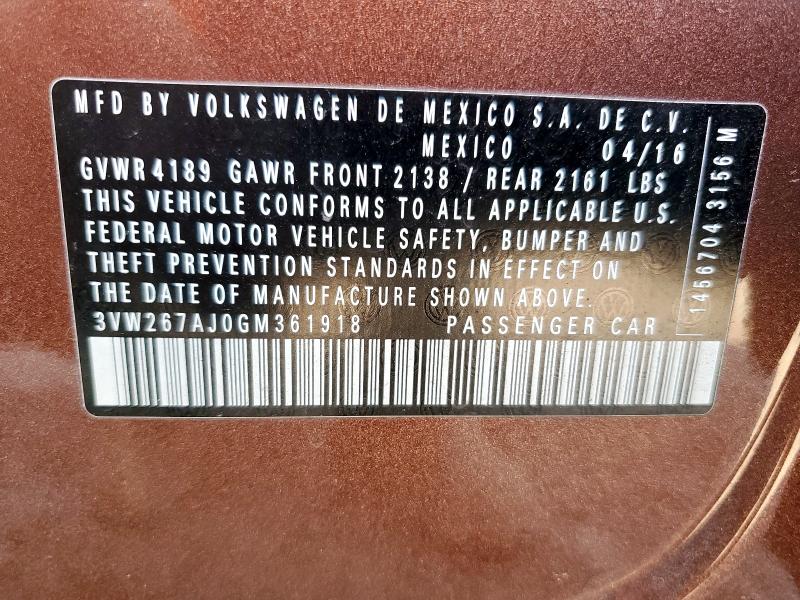 MFD BY VOLKSWAGEN DE MEXICO S.A. DE C.V.
MEXICO 04/16
GVWR 4189 GAWR FRONT 2138 / REAR 2161 LBS
THIS VEHICLE CONFORMS TO ALL APPLICABLE U.S.
FEDERAL MOTOR VEHICLE SAFETY, BUMPER AND
THEFT PREVENTION STANDARDS IN EFFECT ON
THE DATE OF MANUFACTURE SHOWN ABOVE.
3VW267AJ0GM361918 PASSENGER CAR
1456704 3156 M